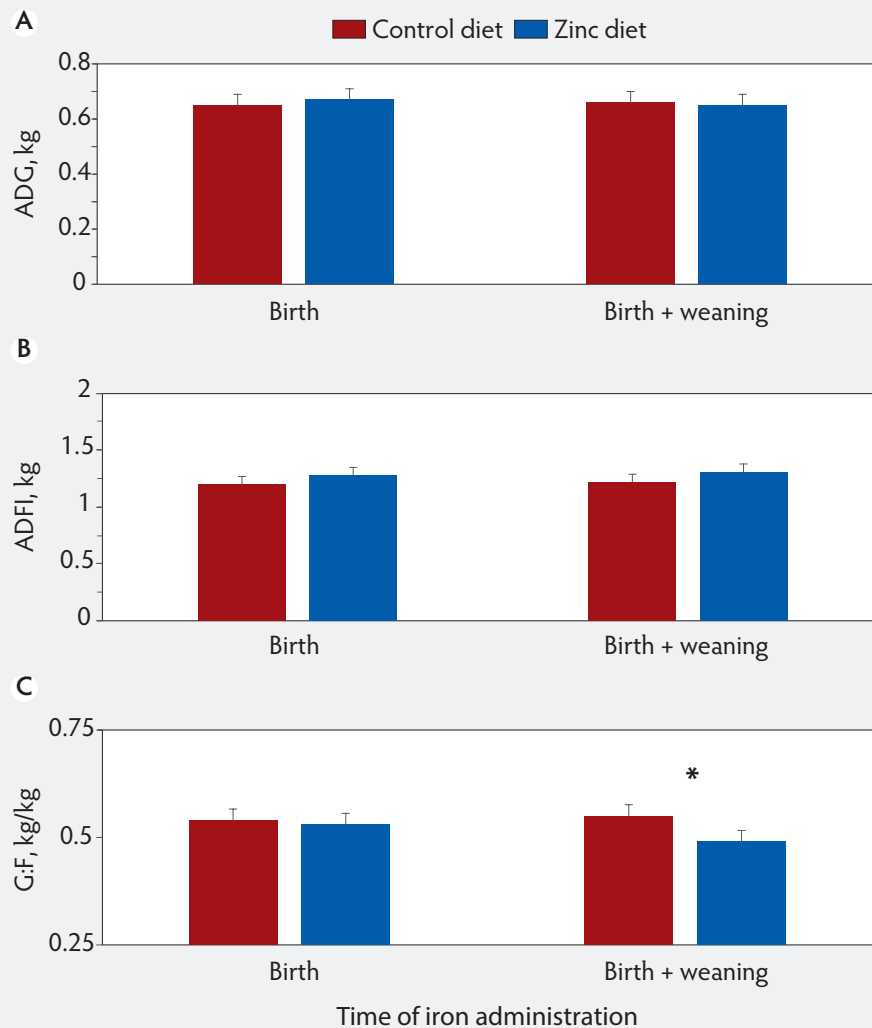 A
Control diet Zinc diet
0.8
0.6
0.4
0.2
0
ADG, kg
Birth Birth + weaning
B
2
1.5
1
0.5
0
ADFI, kg
Birth Birth + weaning
C
0.75
0.5
0.25
G:F, kg/kg
*
Birth Birth + weaning
Time of iron administration